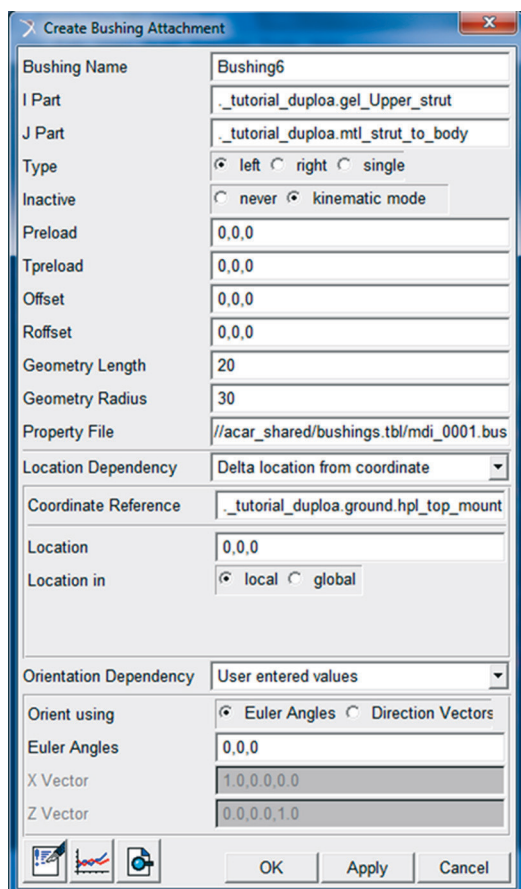 Create Bushing Attachment
Bushing Name Bushing6
I Part ._tutorial_duploa.gel_Upper_strut
J Part ._tutorial_duploa.mtl_strut_to_body
Type left right single
Inactive never kinematic mode
Preload 0,0,0
Tpreload 0,0,0
Offset 0,0,0
Roffset 0,0,0
Geometry Length 20
Geometry Radius 30
Property File //acar_shared/bushings.tbl/mdi_0001.bus
Location Dependency Delta location from coordinate
Coordinate Reference ._tutorial_duploa.ground.hpl_top_mount
Location 0,0,0
Location in local global
Orientation Dependency User entered values
Orient using Euler Angles Direction Vectors
Euler Angles 0,0,0
X Vector 1.0,0.0,0.0
Z Vector 0.0,0.0,1.0
OK Apply Cancel